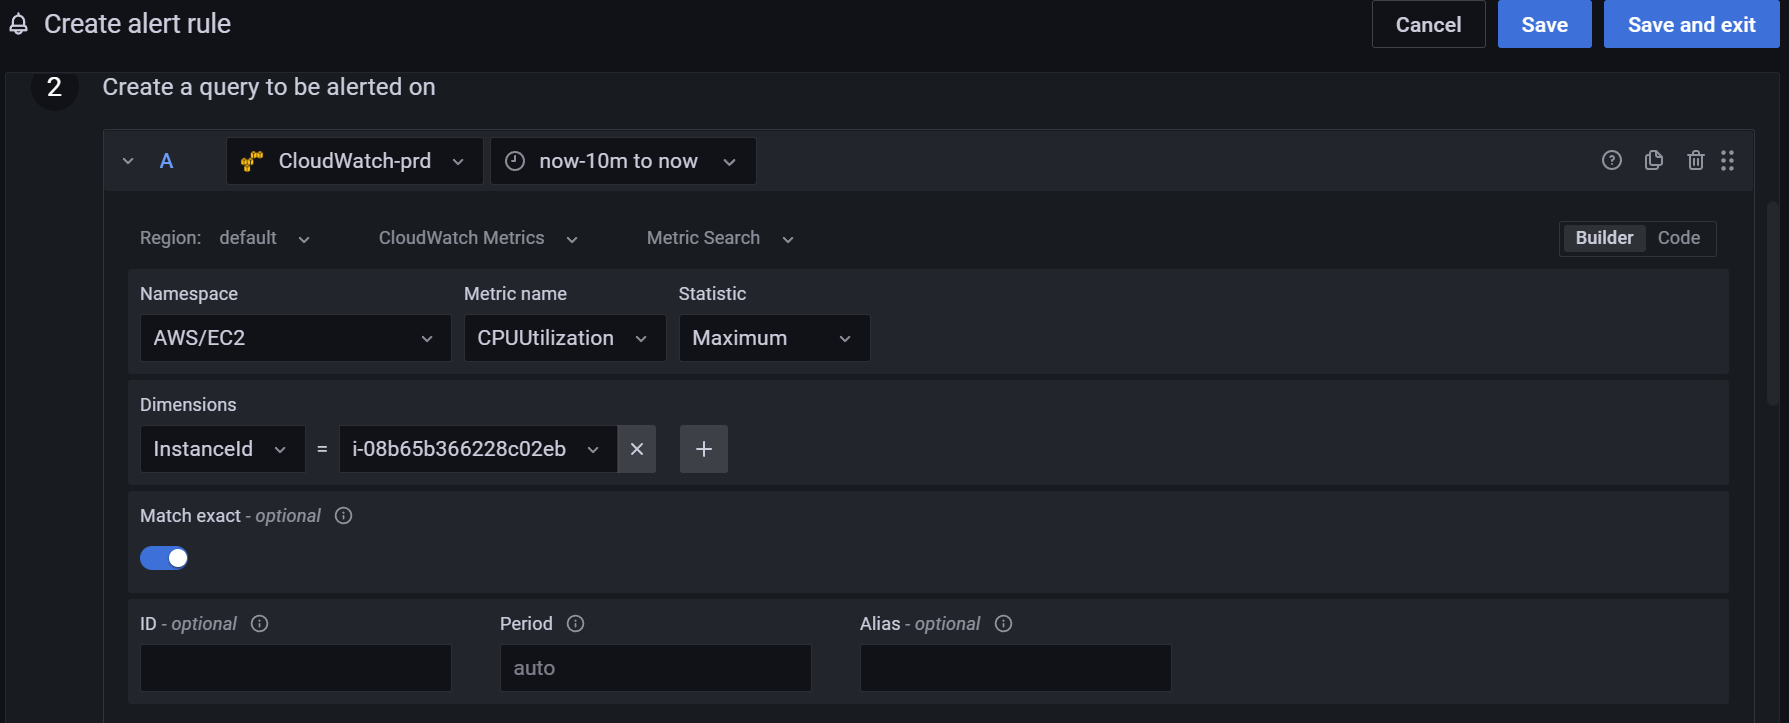 Create alert rule Cancel Save Save and exit
2 Create a query to be alerted on
A CloudWatch-prd now-10m to now
Region: default CloudWatch Metrics Metric Search Builder Code
Namespace Metric name Statistic
AWS/EC2 CPUUtilization Maximum
Dimensions
InstanceId = i-08b65b366228c02eb
Match exact - optional
ID - optional Period Alias - optional
auto